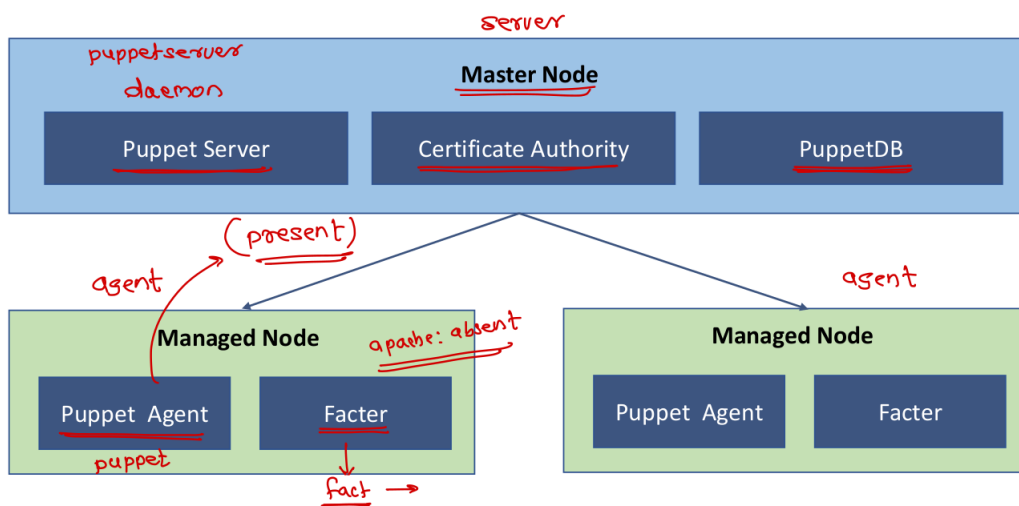 server
puppetserver
daemon
Master Node
Puppet Server
Certificate Authority
PuppetDB
(present)
agent
agent
Managed Node
apache: absent
Puppet Agent
Facter
puppet
fact
Managed Node
Puppet Agent
Facter